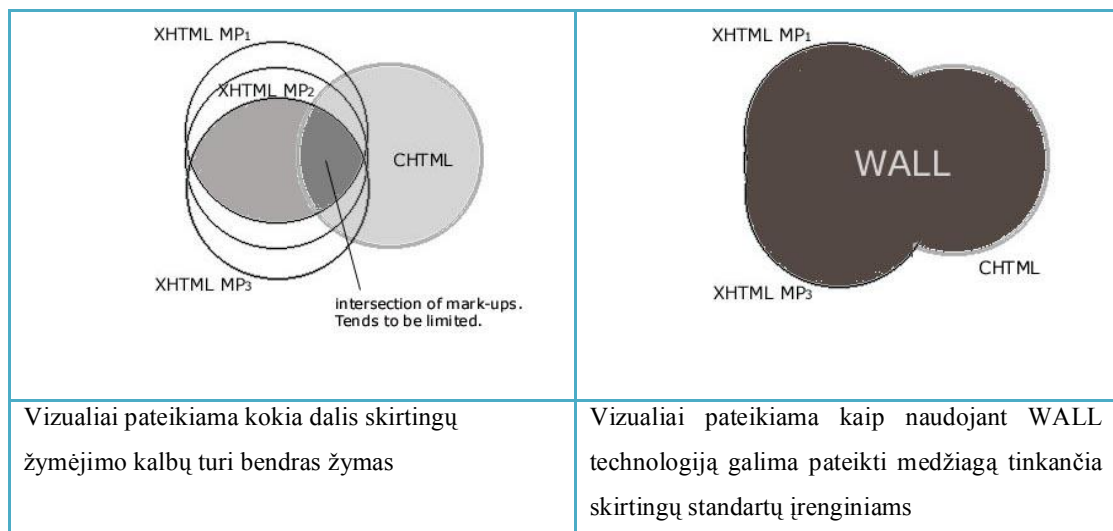 XHTML MP1
XHTML MP2
CHTML
XHTML MP3
intersection of mark-ups.
Tends to be limited.
XHTML MP1
WALL
CHTML
XHTML MP3
Vizualiai pateikiama kokia dalis skirtingų
žymėjimo kalbų turi bendras žymas
Vizualiai pateikiama kaip naudojant WALL
technologiją galima pateikti medžiagą tinkančia
skirtingų standartų įrenginiams